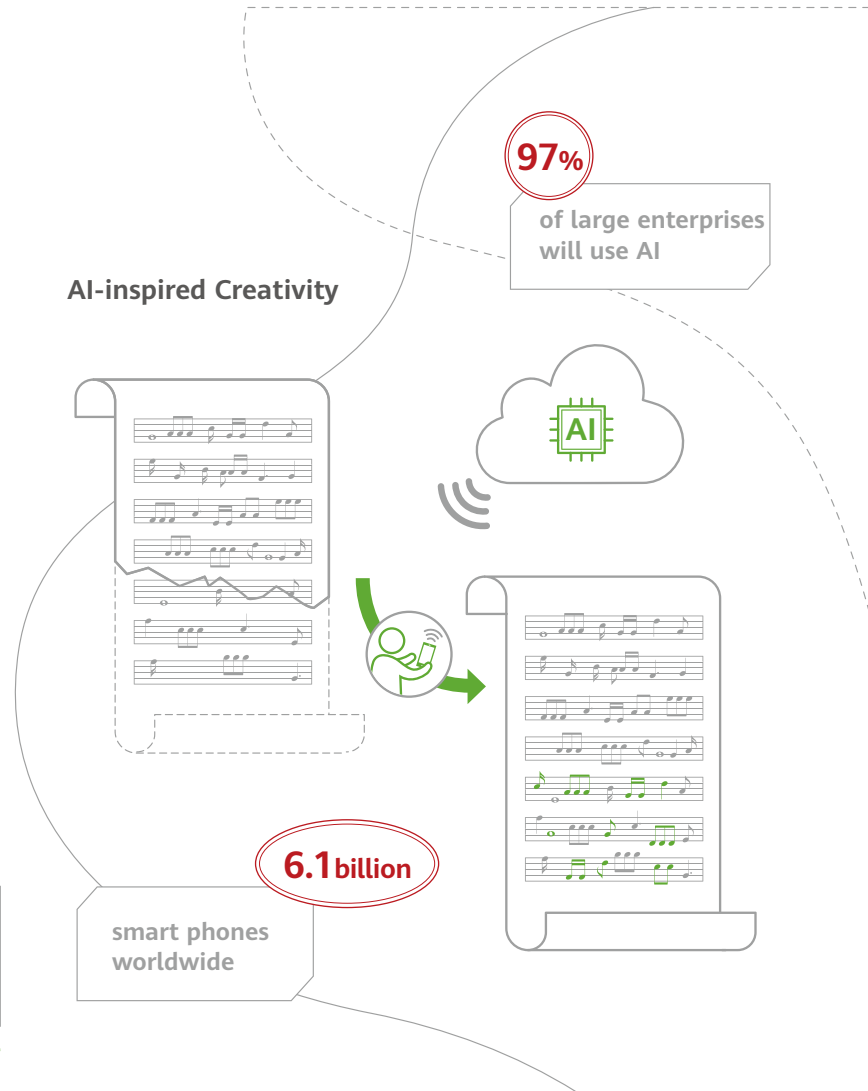 97%
of large enterprises
will use AI
AI-inspired Creativity
AI
6.1billion
smart phones
worldwide